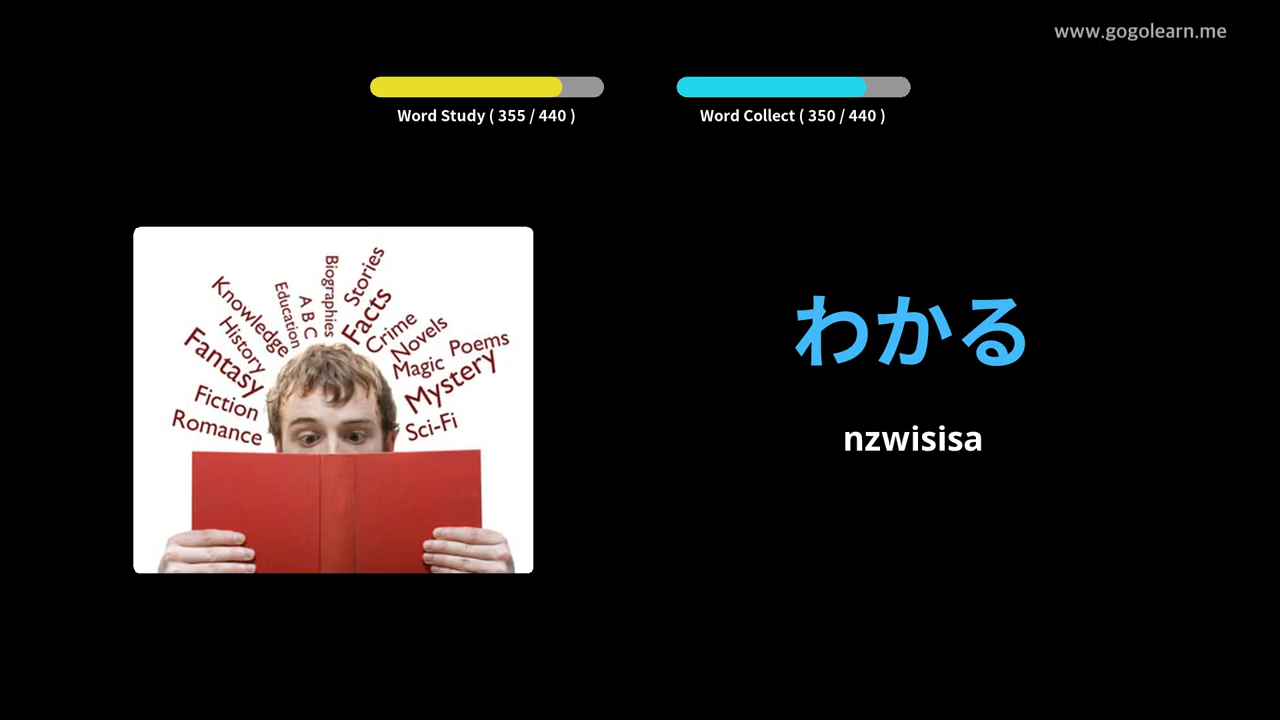 www.gogolearn.me
Word Study ( 355 / 440 )
Word Collect ( 350 / 440 )
Biographies
Stories
Knowledge
Education
A B C
Facts
History
Crime
Novels
Fantasy
Magic
Poems
Mystery
Fiction
Romance
Sci-Fi
わかる
nzwisisa